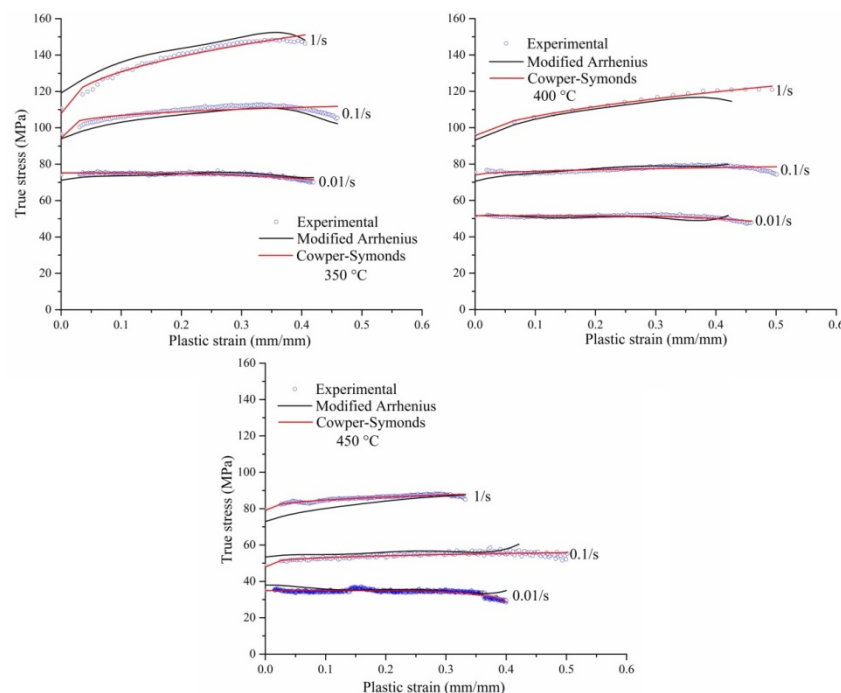 160
140
120
100
80
60
40
20
0
True stress (MPa)
1/s
0.1/s
0.01/s
Experimental
Modified Arrhenius
Cowper-Symonds
350 °C
0.0 0.1 0.2 0.3 0.4 0.5 0.6
Plastic strain (mm/mm)
160
140
120
100
80
60
40
20
0
Experimental
Modified Arrhenius
Cowper-Symonds
400 °C
1/s
0.1/s
0.01/s
0.0 0.1 0.2 0.3 0.4 0.5 0.6
Plastic strain (mm/mm)
160
140
120
100
80
60
40
20
0
True stress (MPa)
Experimental
Modified Arrhenius
Cowper-Symonds
450 °C
1/s
0.1/s
0.01/s
0.0 0.1 0.2 0.3 0.4 0.5 0.6
Plastic strain (mm/mm)